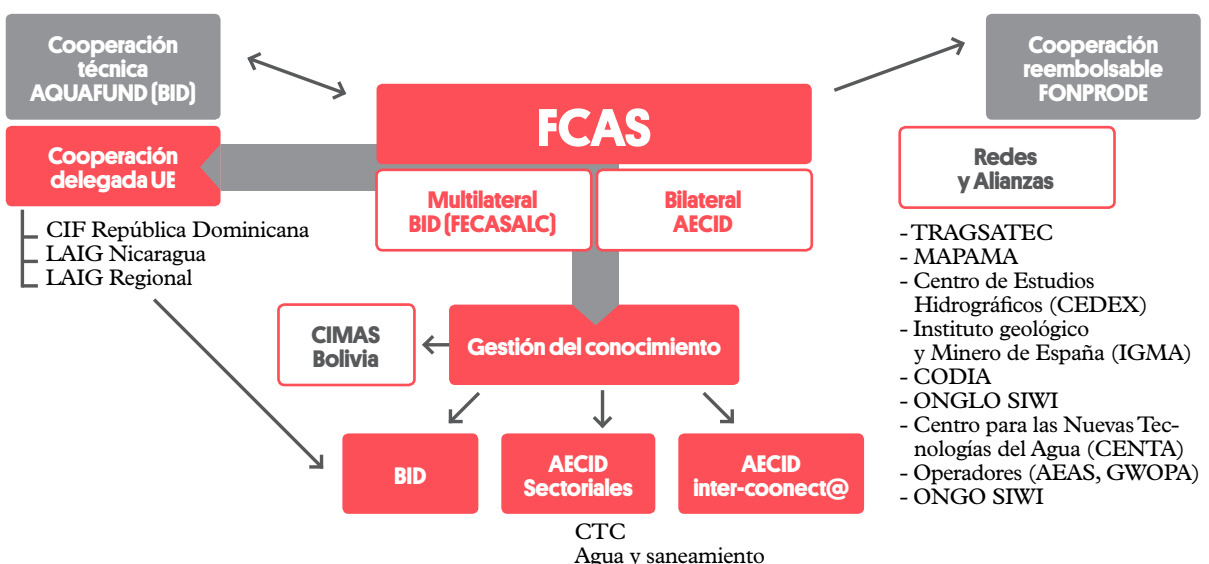 Cooperación
técnica
AQUAFUND (BID)
Cooperación
reembolsable
FONPRODE
FCAS
Cooperación
delegada UE
Redes
y Alianzas
Multilateral
BID (FECASALC)
Bilateral
AECID
CIF República Dominicana
LAIG Nicaragua
LAIG Regional
- TRAGSATEC
- MAPAMA
- Centro de Estudios
Hidrográficos (CEDEX)
- Instituto geológico
y Minero de España (IGMA)
- CODIA
- ONGLO SIWI
- Centro para las Nuevas Tec-
nologías del Agua (CENTA)
- Operadores (AEAS, GWOPA)
- ONGO SIWI
CIMAS
Bolivia
Gestión del conocimiento
BID
AECID
Sectoriales
AECID
inter-coonect@
CTC
Agua y saneamiento